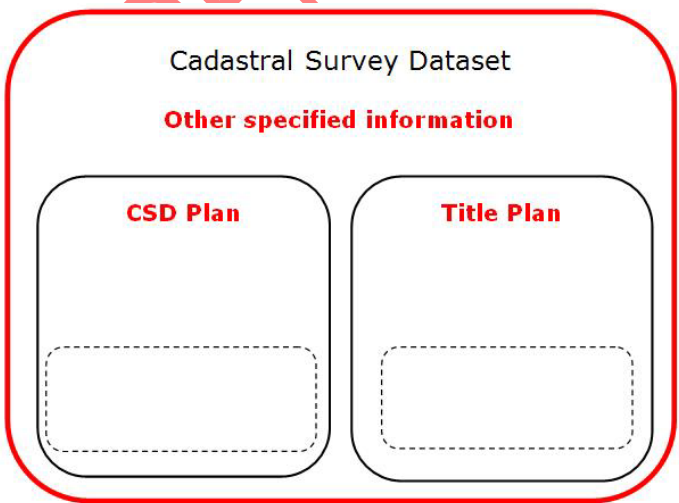 Cadastral Survey Dataset
Other specified information
CSD Plan
Title Plan